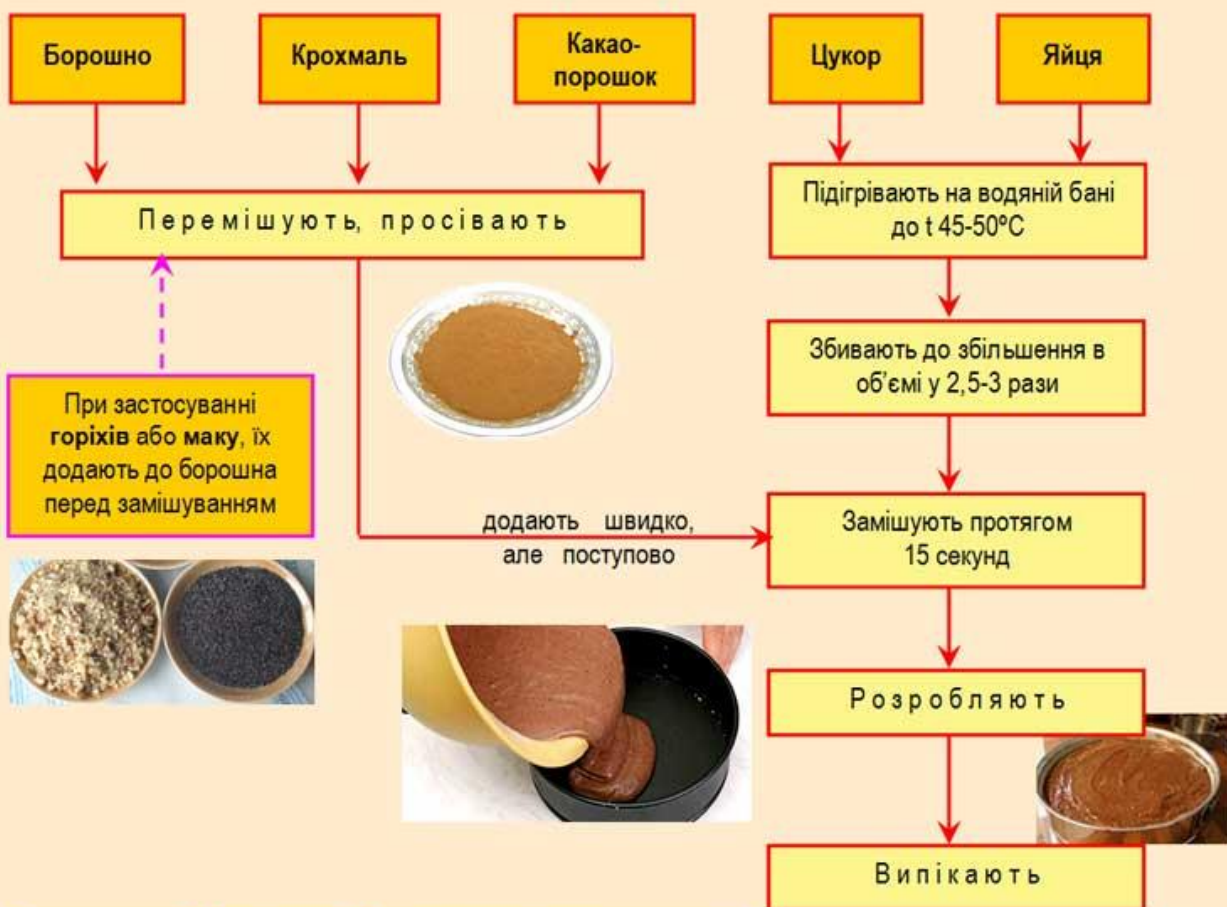 Борошно
Крохмаль
Какао-
порошок
Цукор
Яйця
Перемішують, просівають
Підігрівають на водяній бані
до t 45-50ºC
Збивають до збільшення в
об’ємі у 2,5-3 рази
При застосуванні
горіхів або маку, їх
додають до борошна
перед замішуванням
додають швидко,
але поступово
Замішують протягом
15 секунд
Розробляють
Випікають